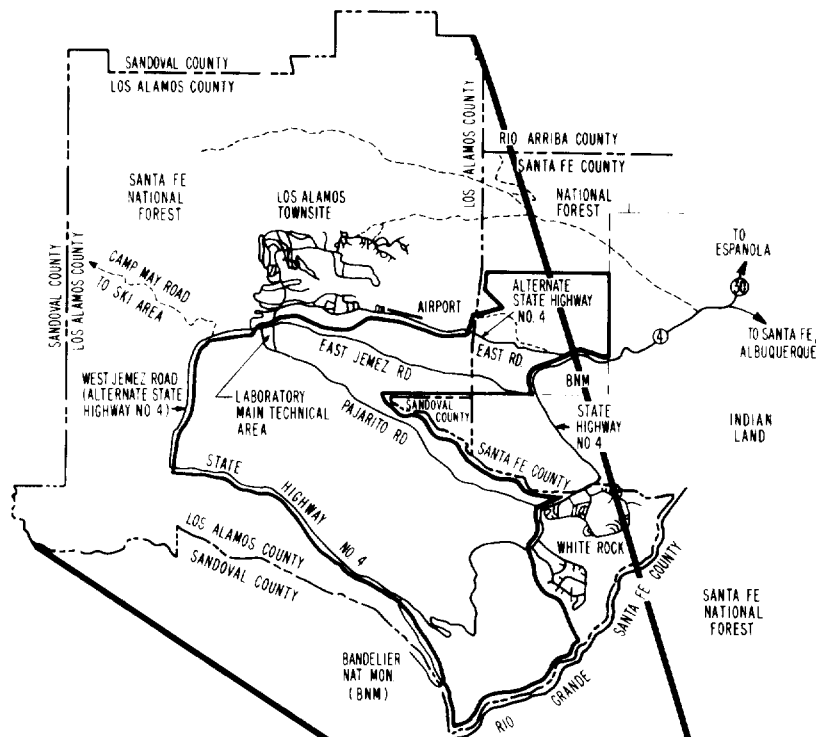 SANDOVAL COUNTY
LOS ALAMOS COUNTY
LOS ALAMOS COUNTY
RIO ARRIBA COUNTY
SANTA FE COUNTY
SANTA FE
NATIONAL
FOREST
LOS ALAMOS
TOWNSITE
NATIONAL
FOREST
TO
ESPANOLA
30
SANDOVAL COUNTY
LOS ALAMOS COUNTY
CAMP MAY ROAD
TO SKI AREA
AIRPORT
ALTERNATE
STATE HIGHWAY
NO. 4
4
TO SANTA FE,
ALBUQUERQUE
EAST JEMEZ RD
EAST RD
BNM
WEST JEMEZ ROAD
(ALTERNATE STATE
HIGHWAY NO 4)
LABORATORY
MAIN TECHNICAL
AREA
PAJARITO RD
SANDOVAL
COUNTY
STATE
HIGHWAY
NO 4
INDIAN
LAND
SANTA FE COUNTY
STATE HIGHWAY NO 4
LOS ALAMOS COUNTY
SANDOVAL COUNTY
WHITE ROCK
SANTA FE COUNTY
SANTA FE
NATIONAL
FOREST
BANDELIER
NAT MON.
(BNM)
RIO GRANDE